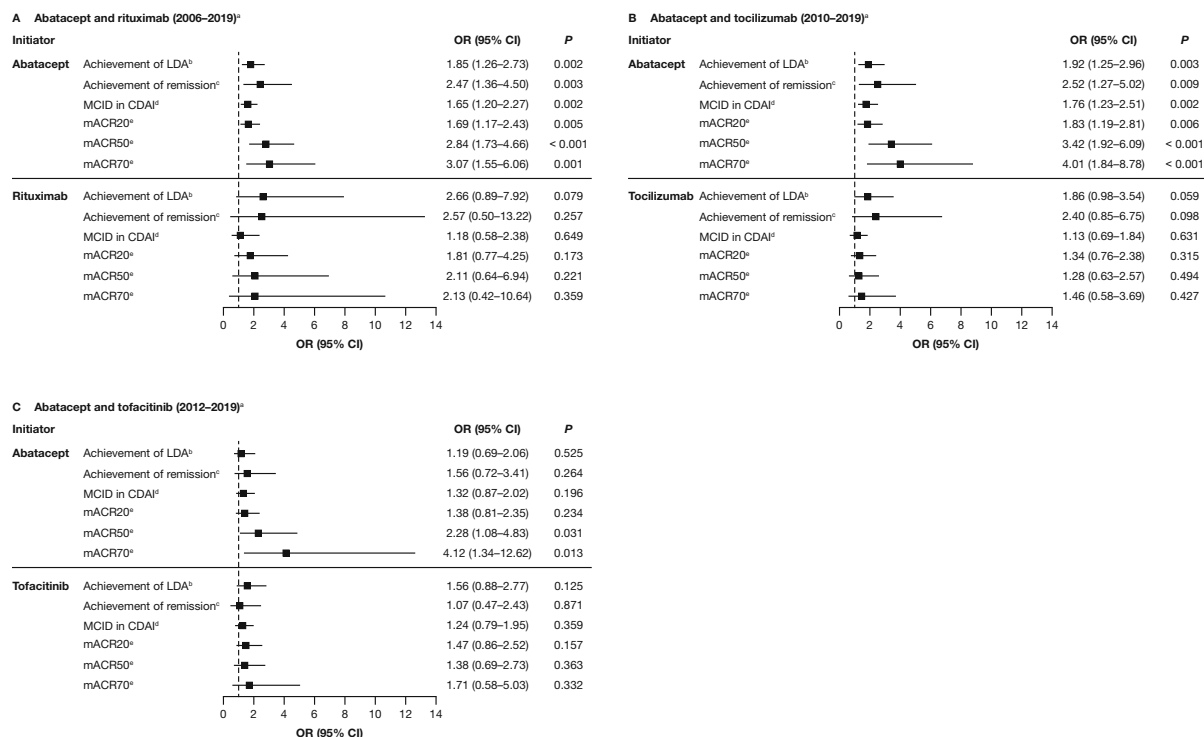 A Abatacept and rituximab (2006–2019)ᵃ
Initiator OR (95% CI) P
Abatacept Achievement of LDAᵇ 1.85 (1.26–2.73) 0.002
Achievement of remissionᶜ 2.47 (1.36–4.50) 0.003
MCID in CDAIᵈ 1.65 (1.20–2.27) 0.002
mACR20ᵉ 1.69 (1.17–2.43) 0.005
mACR50ᵉ 2.84 (1.73–4.66) < 0.001
mACR70ᵉ 3.07 (1.55–6.06) 0.001
Rituximab Achievement of LDAᵇ 2.66 (0.89–7.92) 0.079
Achievement of remissionᶜ 2.57 (0.50–13.22) 0.257
MCID in CDAIᵈ 1.18 (0.58–2.38) 0.649
mACR20ᵉ 1.81 (0.77–4.25) 0.173
mACR50ᵉ 2.11 (0.64–6.94) 0.221
mACR70ᵉ 2.13 (0.42–10.64) 0.359
0 2 4 6 8 10 12 14
OR (95% CI)
B Abatacept and tocilizumab (2010–2019)ᵃ
Initiator OR (95% CI) P
Abatacept Achievement of LDAᵇ 1.92 (1.25–2.96) 0.003
Achievement of remissionᶜ 2.52 (1.27–5.02) 0.009
MCID in CDAIᵈ 1.76 (1.23–2.51) 0.002
mACR20ᵉ 1.83 (1.19–2.81) 0.006
mACR50ᵉ 3.42 (1.92–6.09) < 0.001
mACR70ᵉ 4.01 (1.84–8.78) < 0.001
Tocilizumab Achievement of LDAᵇ 1.86 (0.98–3.54) 0.059
Achievement of remissionᶜ 2.40 (0.85–6.75) 0.098
MCID in CDAIᵈ 1.13 (0.69–1.84) 0.631
mACR20ᵉ 1.34 (0.76–2.38) 0.315
mACR50ᵉ 1.28 (0.63–2.57) 0.494
mACR70ᵉ 1.46 (0.58–3.69) 0.427
0 2 4 6 8 10 12 14
OR (95% CI)
C Abatacept and tofacitinib (2012–2019)ᵃ
Initiator OR (95% CI) P
Abatacept Achievement of LDAᵇ 1.19 (0.69–2.06) 0.525
Achievement of remissionᶜ 1.56 (0.72–3.41) 0.264
MCID in CDAIᵈ 1.32 (0.87–2.02) 0.196
mACR20ᵉ 1.38 (0.81–2.35) 0.234
mACR50ᵉ 2.28 (1.08–4.83) 0.031
mACR70ᵉ 4.12 (1.34–12.62) 0.013
Tofacitinib Achievement of LDAᵇ 1.56 (0.88–2.77) 0.125
Achievement of remissionᶜ 1.07 (0.47–2.43) 0.871
MCID in CDAIᵈ 1.24 (0.79–1.95) 0.359
mACR20ᵉ 1.47 (0.86–2.52) 0.157
mACR50ᵉ 1.38 (0.69–2.73) 0.363
mACR70ᵉ 1.71 (0.58–5.03) 0.332
0 2 4 6 8 10 12 14
OR (95% CI)